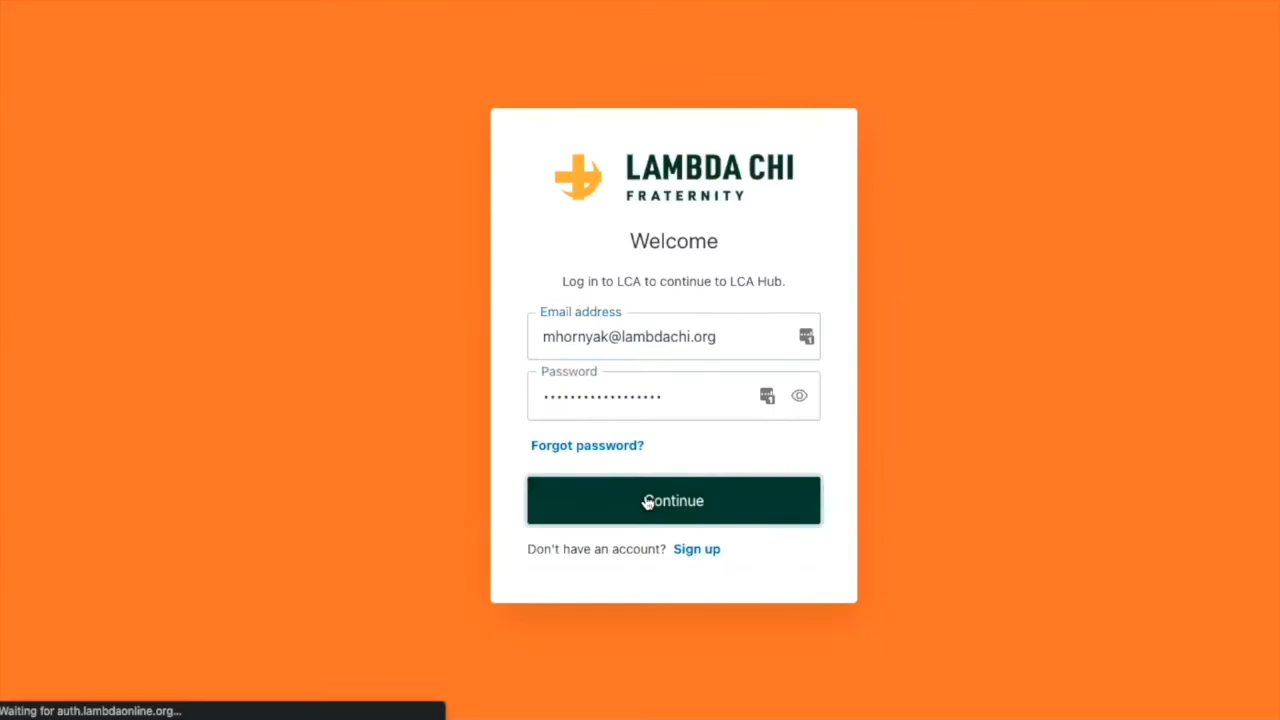 LAMBDA CHI
FRATERNITY
Welcome
Log in to LCA to continue to LCA Hub.
Email address
mhornyak@lambdachi.org
Password
••••••••••••••••••
Forgot password?
Continue
Don't have an account? Sign up
Waiting for auth.lambdaonline.org...